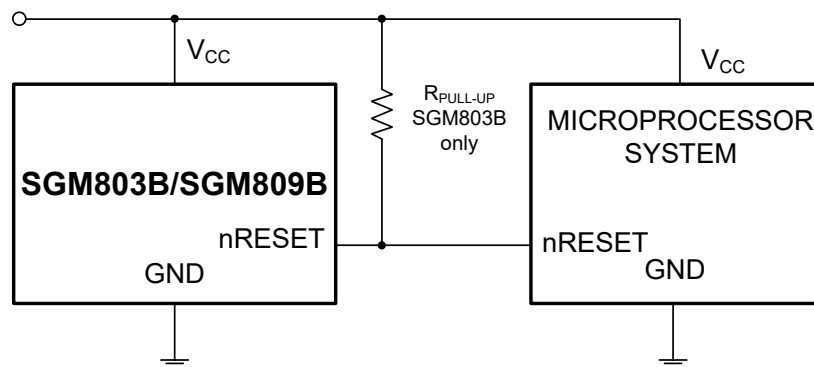 VCC
VCC
RPULL-UP
SGM803B
only
MICROPROCESSOR
SYSTEM
SGM803B/SGM809B
nRESET
nRESET
GND
GND